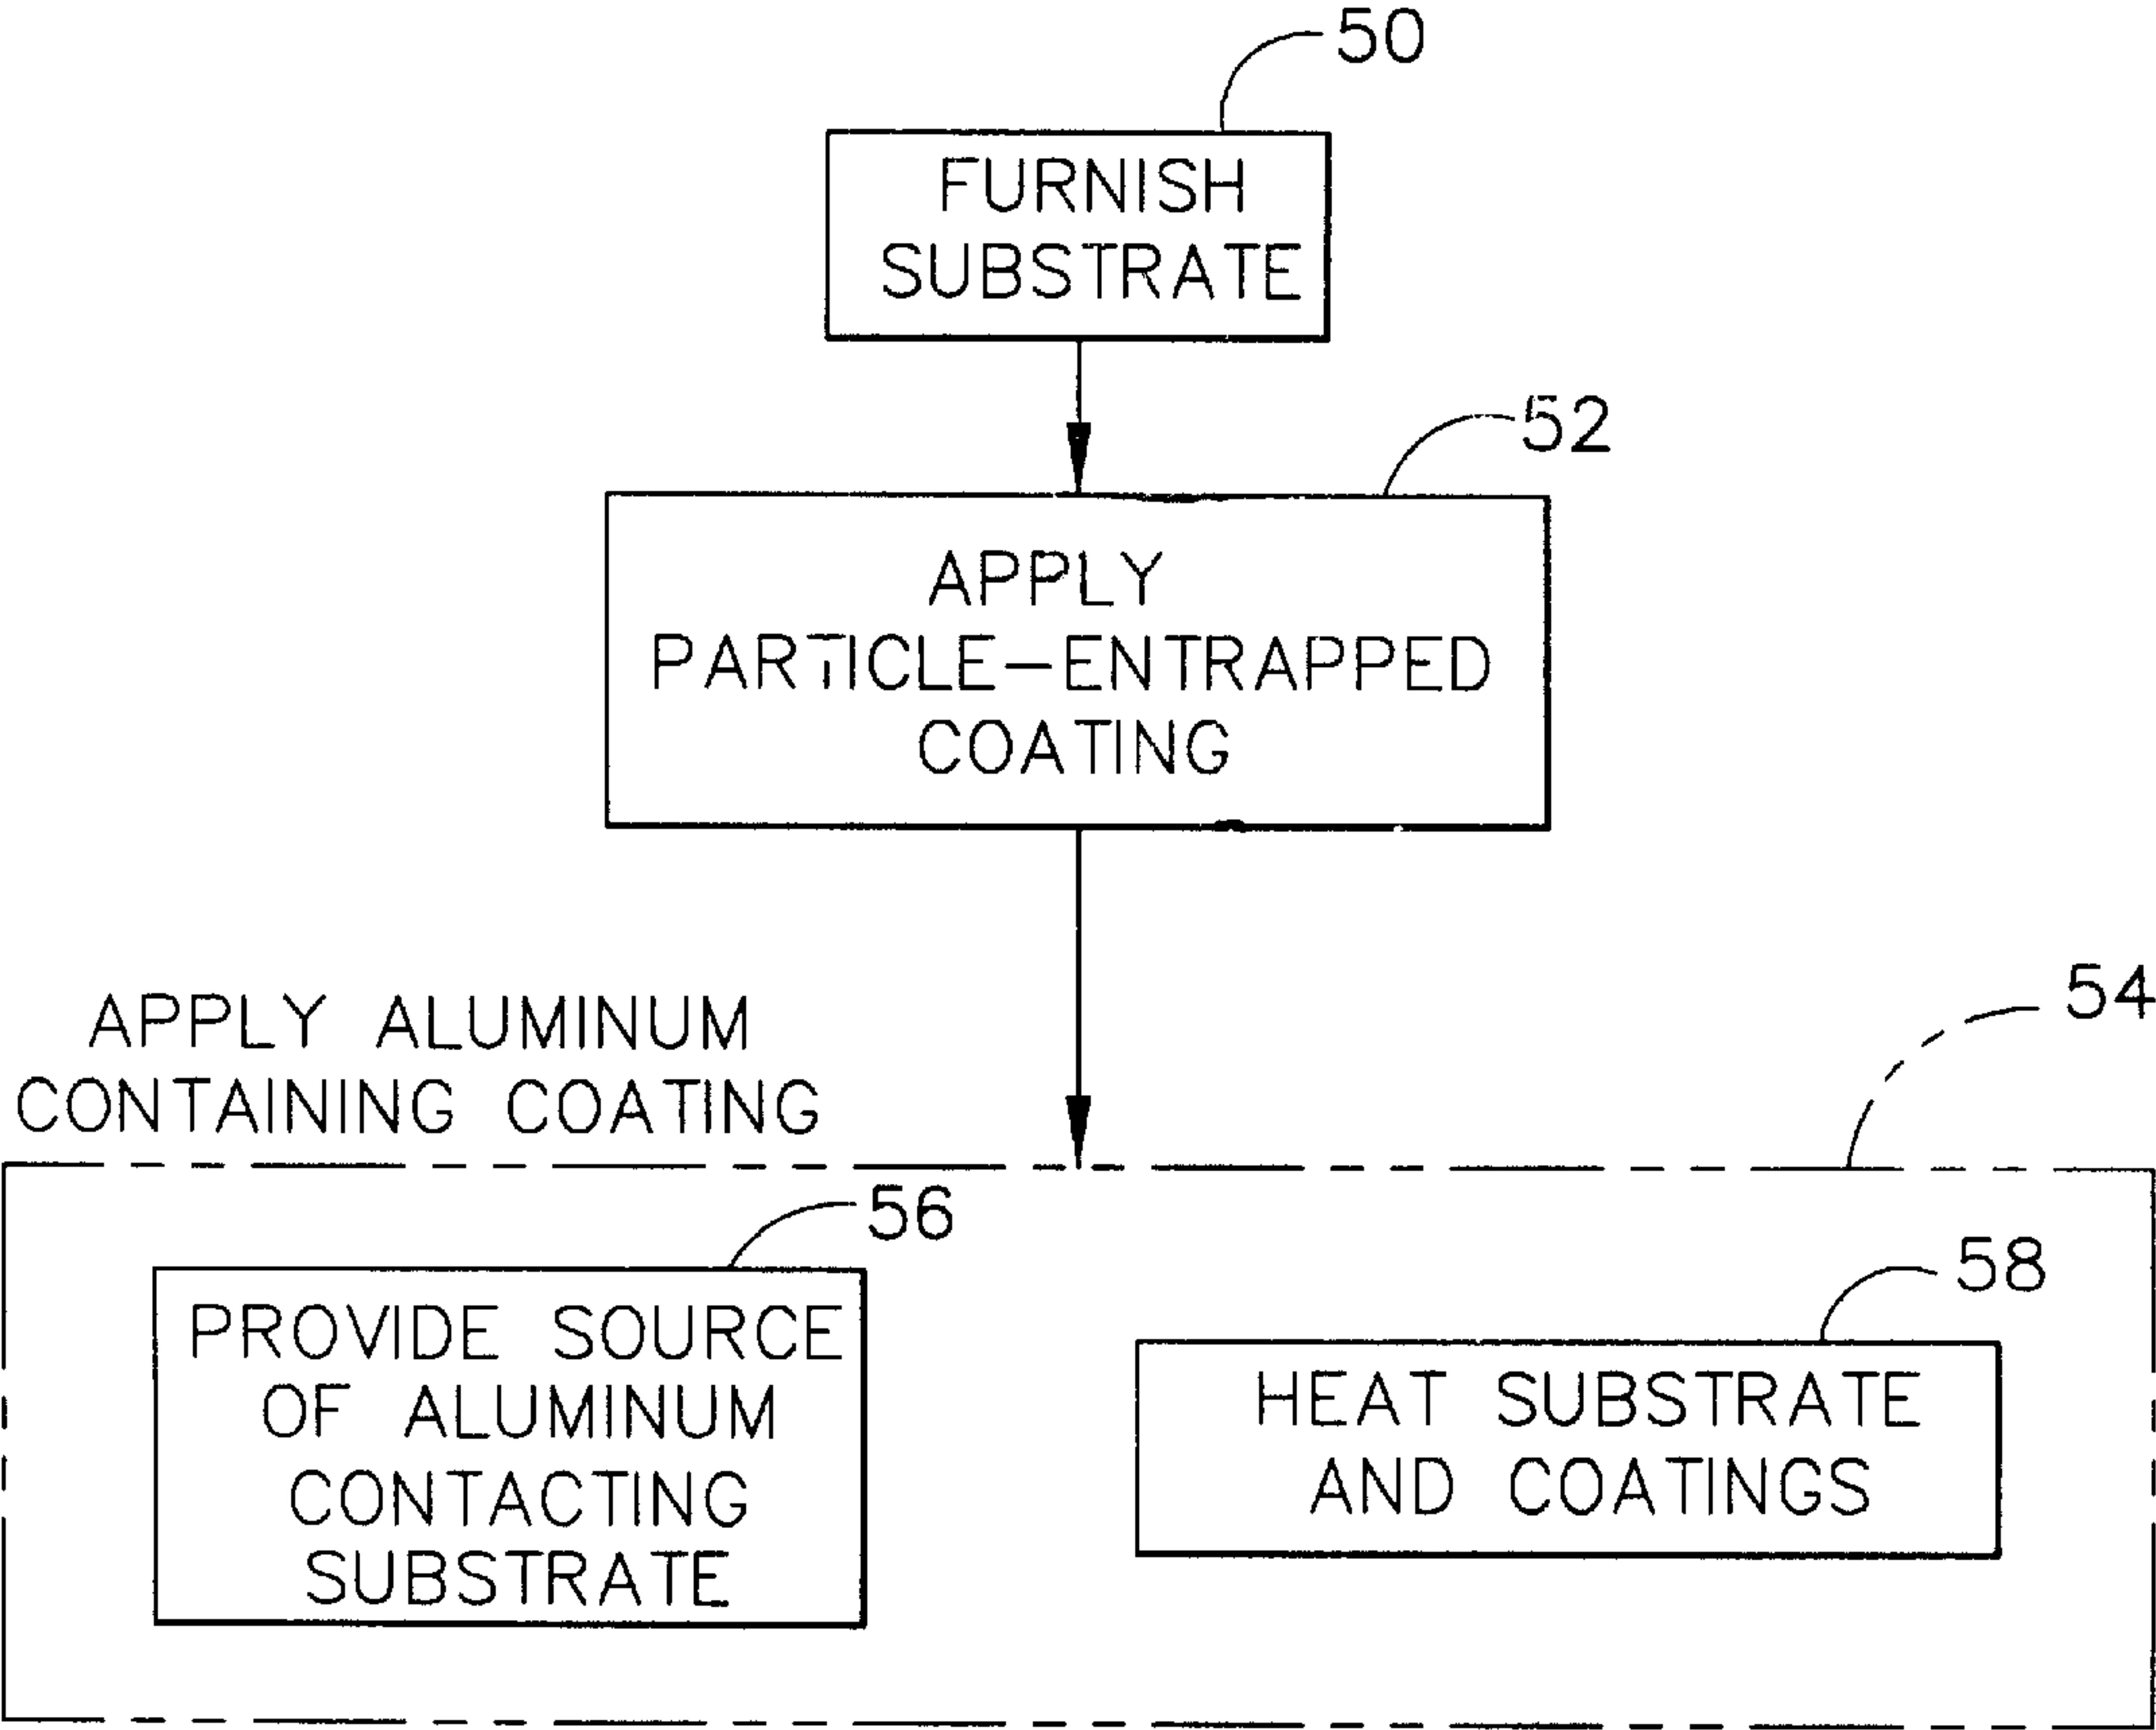 50
FURNISH
SUBSTRATE
52
APPLY
PARTICLE-ENTRAPPED
COATING
54
APPLY ALUMINUM
CONTAINING COATING
56
PROVIDE SOURCE
OF ALUMINUM
CONTACTING
SUBSTRATE
58
HEAT SUBSTRATE
AND COATINGS